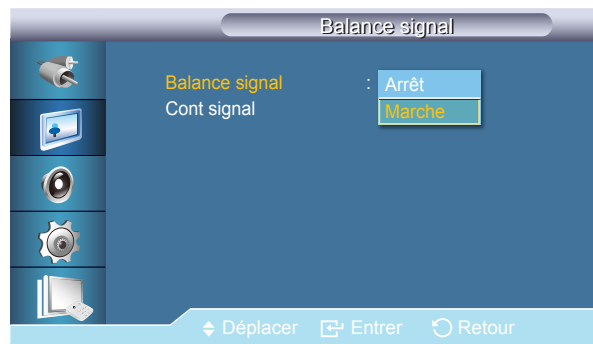 Balance signal
Balance signal : Arrêt
Cont signal Marche
Déplacer Entrer Retour